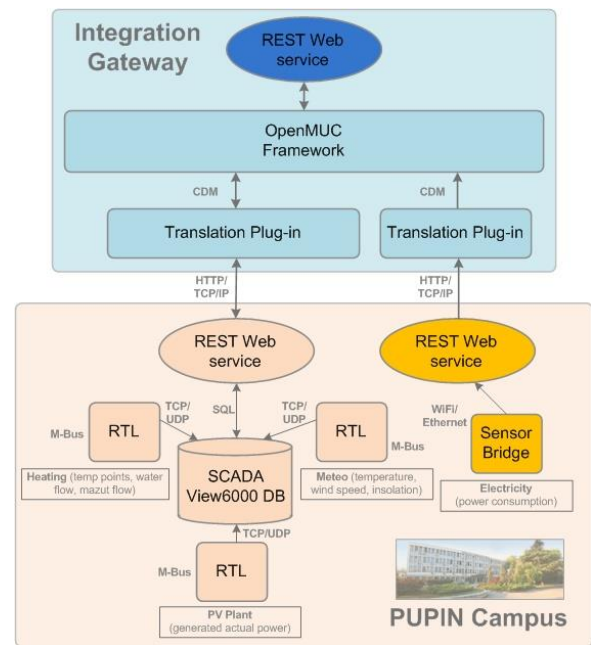 Integration
Gateway
REST Web
service
OpenMUC
Framework
CDM
CDM
Translation Plug-in
Translation Plug-in
HTTP/
TCP/IP
HTTP/
TCP/IP
REST Web
service
REST Web
service
TCP/
UDP
SQL
TCP/
UDP
WiFi/
Ethernet
M-Bus
RTL
RTL
M-Bus
Sensor
Bridge
Heating (temp points, water
flow, mazut flow)
SCADA
View6000 DB
Meteo (temperature,
wind speed, insolation)
Electricity
(power consumption)
TCP/UDP
M-Bus
RTL
PV Plant
(generated actual power)
PUPIN Campus